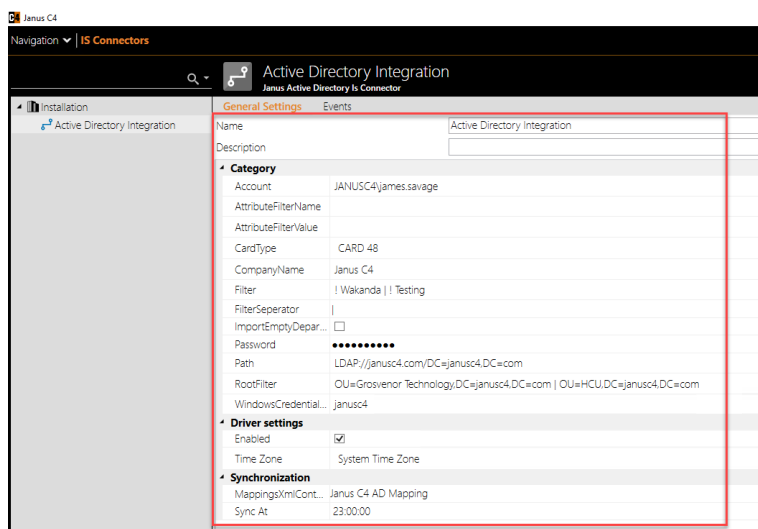 C4 Janus C4
Navigation | IS Connectors
Active Directory Integration
Janus Active Directory Is Connector
Installation
Active Directory Integration
General Settings Events
Name Active Directory Integration
Description
Category
Account JANUSC4\james.savage
AttributeFilterName
AttributeFilterValue
CardType CARD 48
CompanyName Janus C4
Filter ! Wakanda | ! Testing
FilterSeperator |
ImportEmptyDepar...
Password ●●●●●●●●●●
Path LDAP://janusc4.com/DC=janusc4,DC=com
RootFilter OU=Grosvenor Technology,DC=janusc4,DC=com | OU=HCU,DC=janusc4,DC=com
WindowsCredential... janusc4
Driver settings
Enabled
Time Zone System Time Zone
Synchronization
MappingsXmlCont... Janus C4 AD Mapping
Sync At 23:00:00